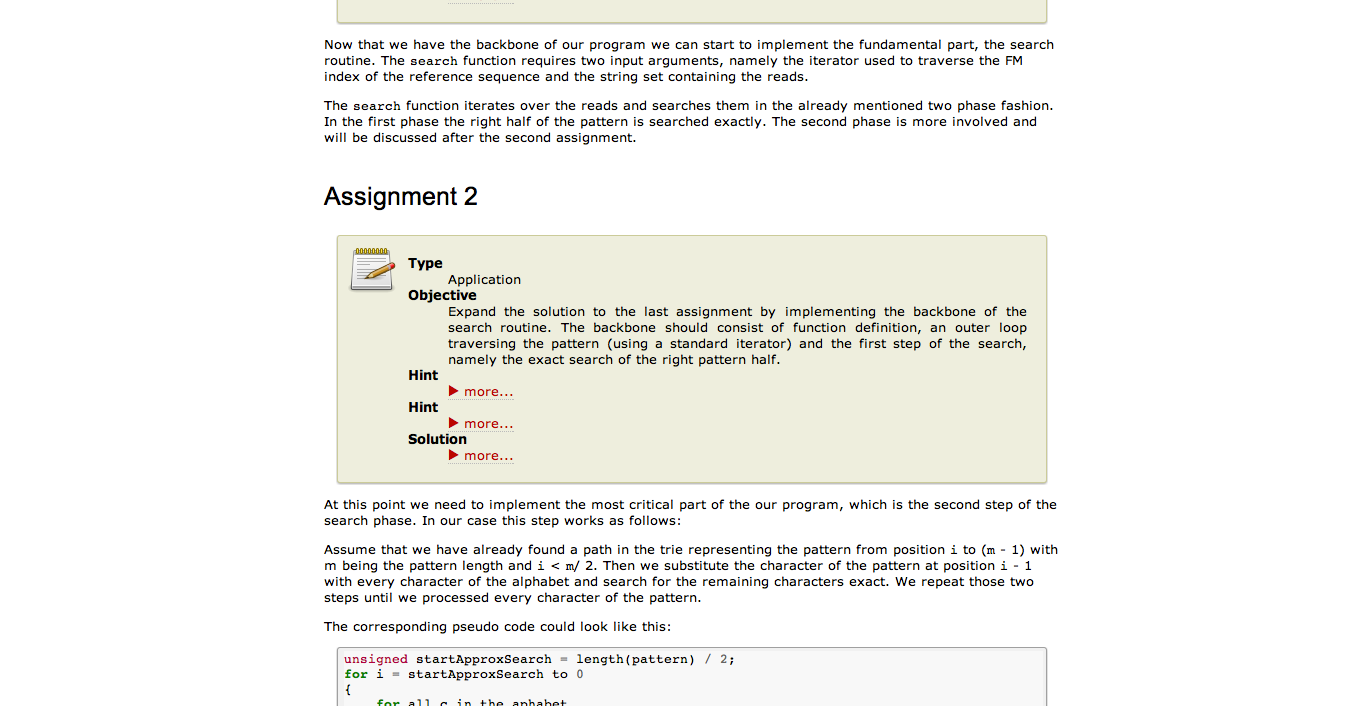 Now that we have the backbone of our program we can start to implement the fundamental part, the search
routine. The search function requires two input arguments, namely the iterator used to traverse the FM
index of the reference sequence and the string set containing the reads.
The search function iterates over the reads and searches them in the already mentioned two phase fashion.
In the first phase the right half of the pattern is searched exactly. The second phase is more involved and
will be discussed after the second assignment.
Assignment 2
Type
Application
Objective
Expand the solution to the last assignment by implementing the backbone of the
search routine. The backbone should consist of function definition, an outer loop
traversing the pattern (using a standard iterator) and the first step of the search,
namely the exact search of the right pattern half.
Hint
more...
Hint
more...
Solution
more...
At this point we need to implement the most critical part of the our program, which is the second step of the
search phase. In our case this step works as follows:
Assume that we have already found a path in the trie representing the pattern from position i to (m - 1) with
m being the pattern length and i < m/ 2. Then we substitute the character of the pattern at position i - 1
with every character of the alphabet and search for the remaining characters exact. We repeat those two
steps until we processed every character of the pattern.
The corresponding pseudo code could look like this:
unsigned startApproxSearch = length(pattern) / 2;
for i = startApproxSearch to 0
{
for all c in the aphabet